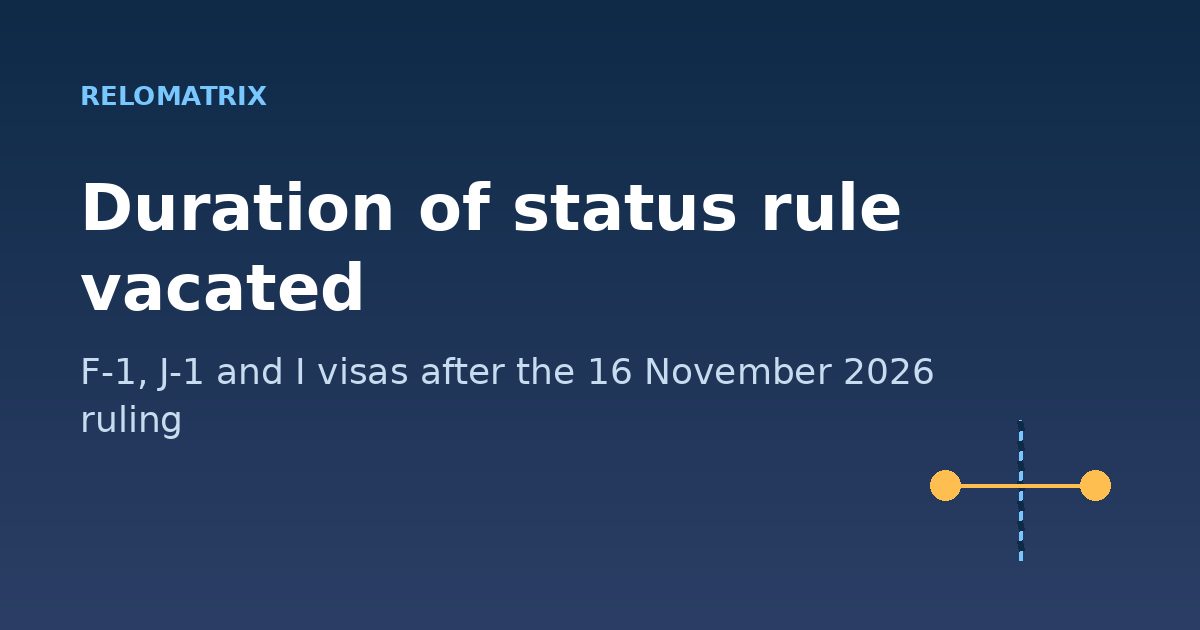 RELOMATRIX
Duration of status rule
vacated
F-1, J-1 and I visas after the 16 November 2026
ruling